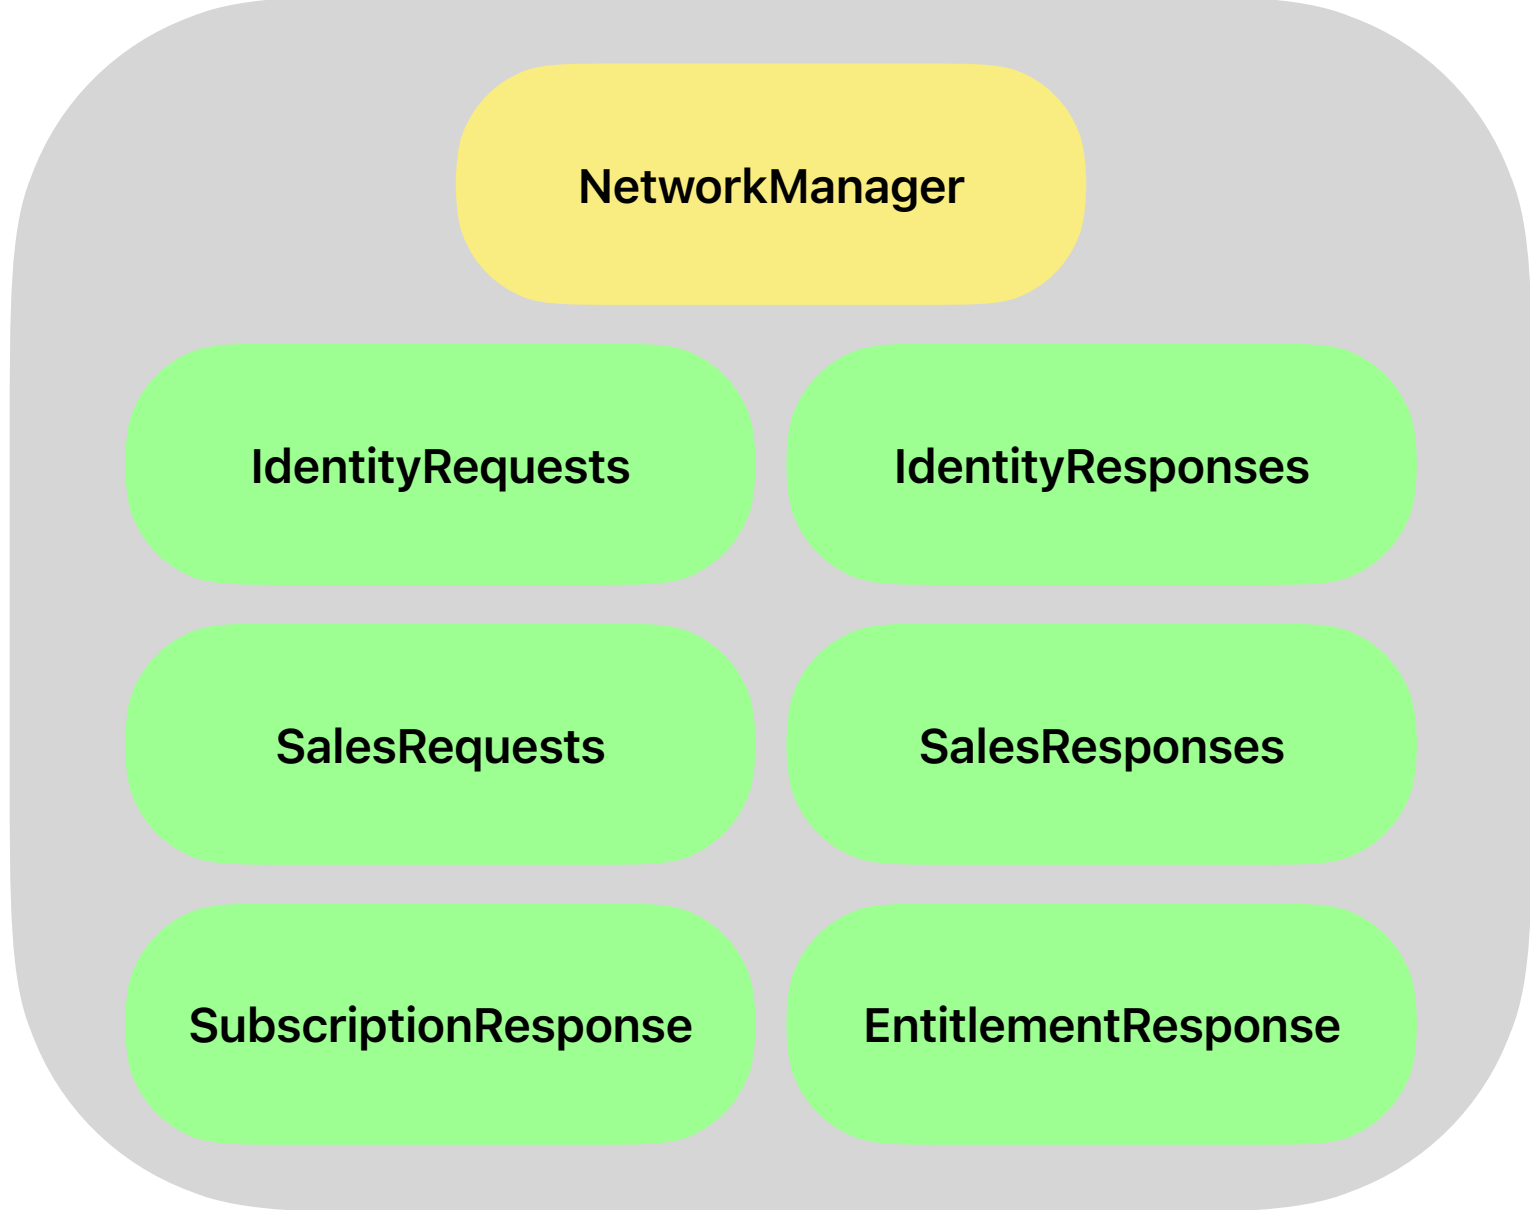 NetworkManager
IdentityRequests
IdentityResponses
SalesRequests
SalesResponses
SubscriptionResponse
EntitlementResponse